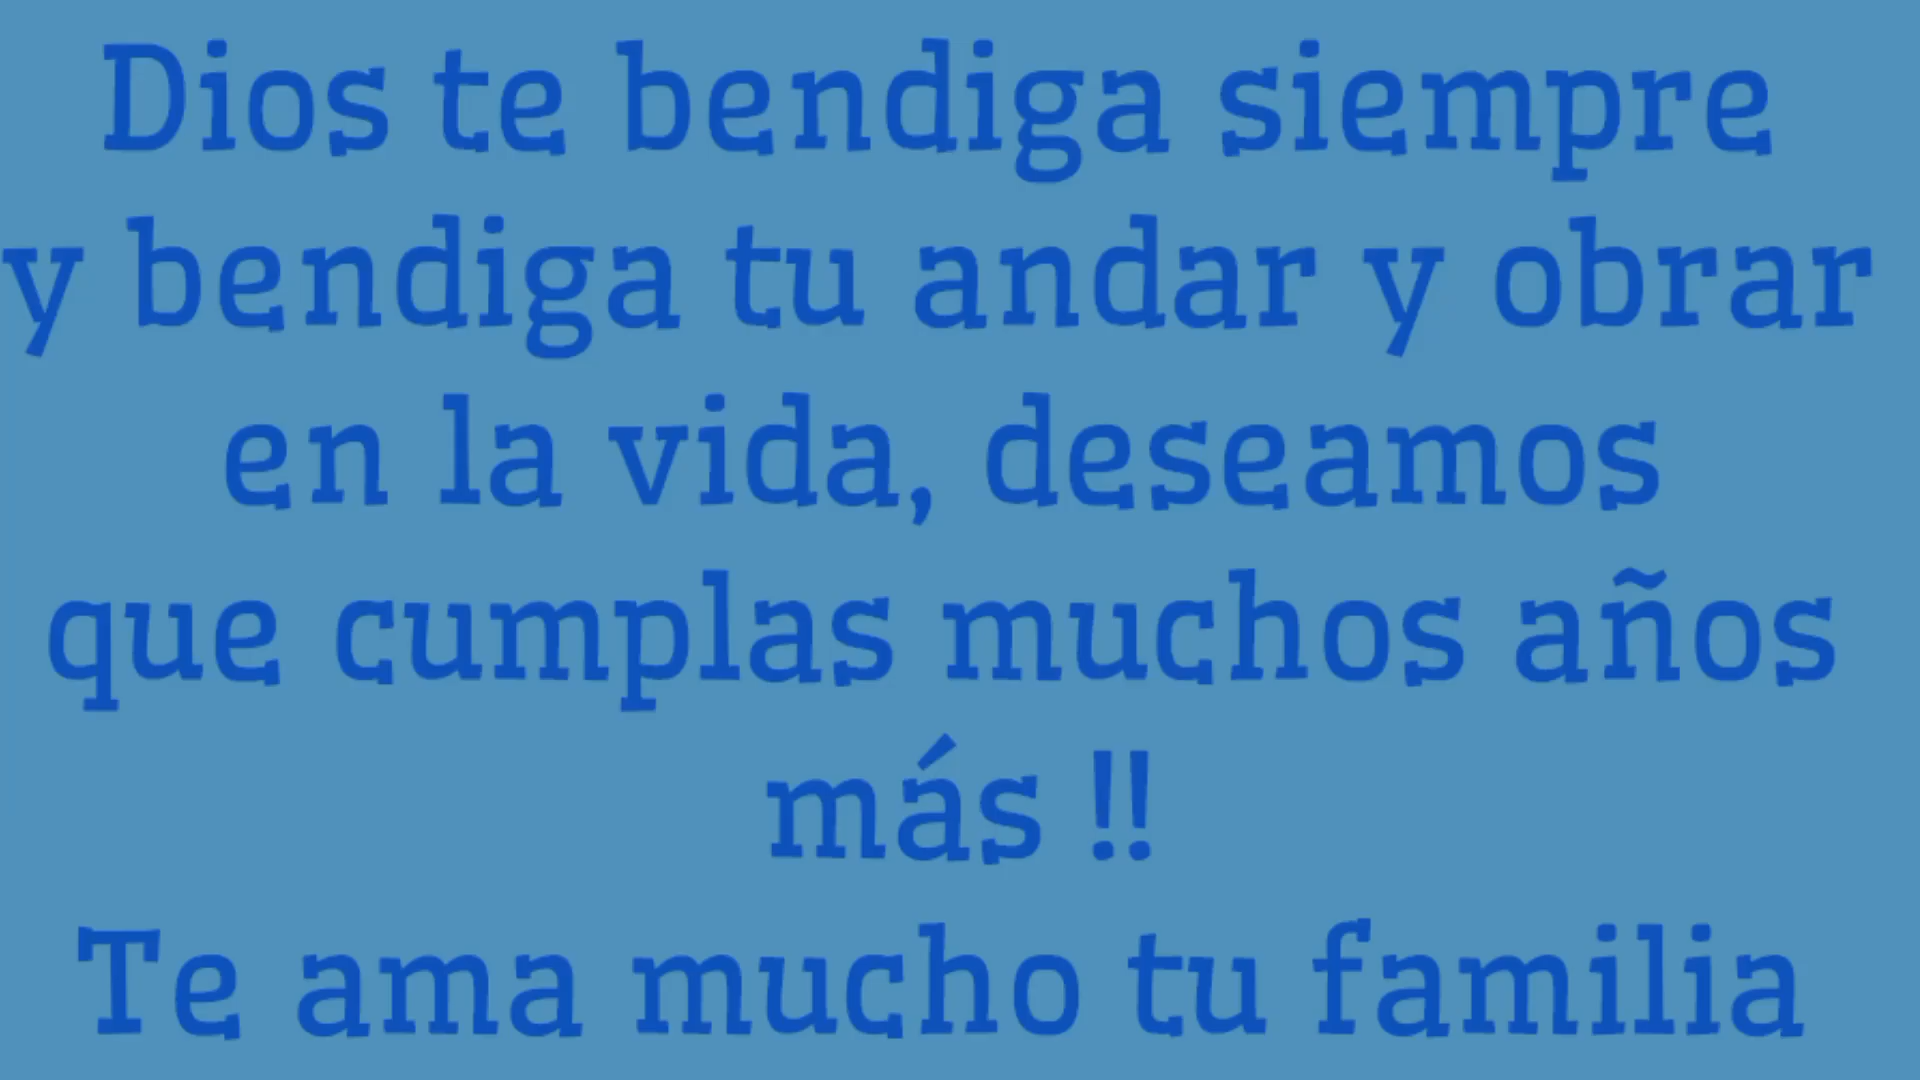 Dios te bendiga siempre
y bendiga tu andar y obrar
en la vida, deseamos
que cumplas muchos años
más !!
Te ama mucho tu familia